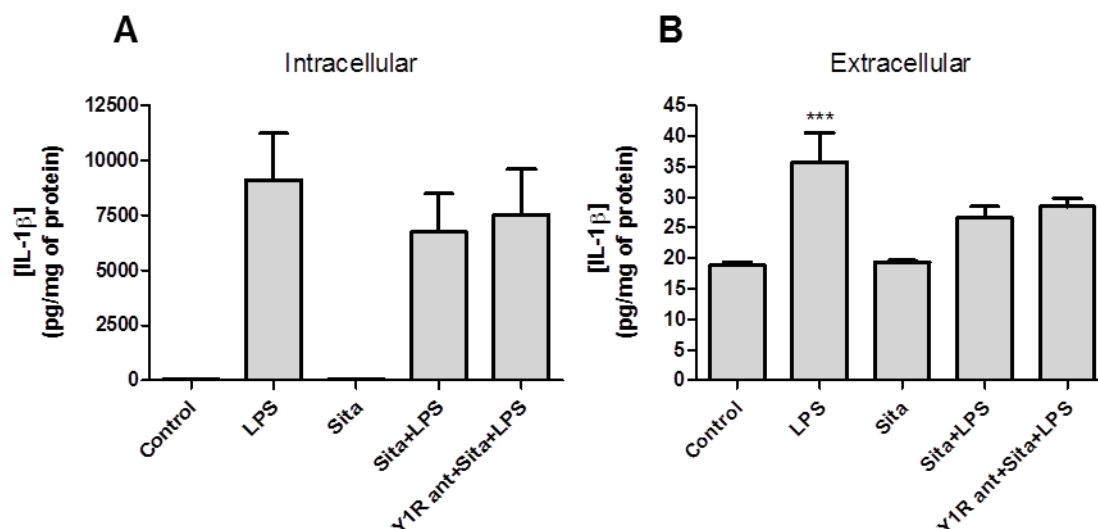 A
Intracellular
[IL-1β]
(pg/mg of protein)
12500
10000
7500
5000
2500
0
Control
LPS
Sita
Sita+LPS
Y1R ant+Sita+LPS
B
Extracellular
[IL-1β]
(pg/mg of protein)
45
40
35
30
25
20
15
10
5
0
***
Control
LPS
Sita
Sita+LPS
Y1R ant+Sita+LPS